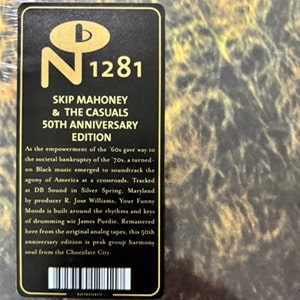 b
N 1281
SKIP MAHONEY
& THE CASUALS
50TH ANNIVERSARY
EDITION
As the empowerment of the '60s gave way to
the societal bankruptcy of the '70s, a turned-
on Black music emerged to soundtrack the
agony of America at a crossroads. Tracked
at DB Sound in Silver Spring, Maryland
by producer R. Jose Williams, Your Funny
Moods is built around the rhythms and keys
of drumming wiz James Purdie. Remastered
here from the original analog tapes, this 50th
anniversary edition is peak group harmony
soul from the Chocolate City.